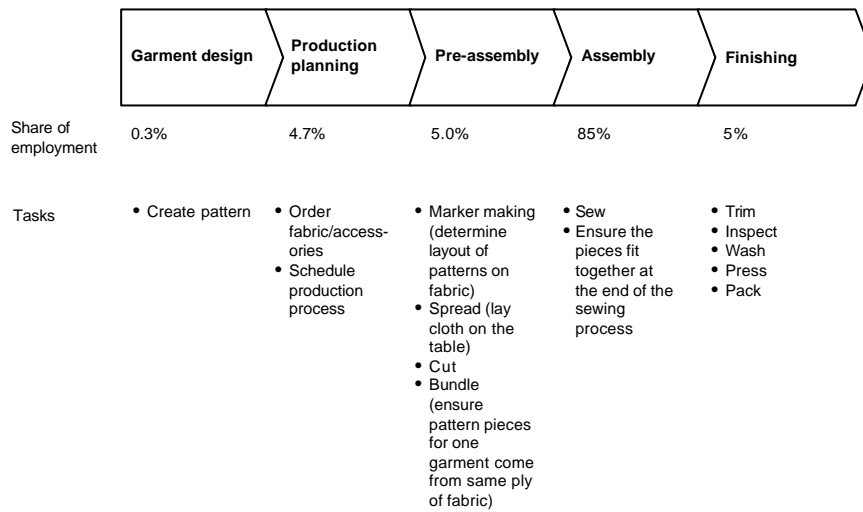 Garment design
Production
planning
Pre-assembly
Assembly
Finishing
Share of
employment
0.3%
4.7%
5.0%
85%
5%
Tasks
• Create pattern
• Order
fabric/access-
ories
• Schedule
production
process
• Marker making
(determine
layout of
patterns on
fabric)
• Spread (lay
cloth on the
table)
• Cut
• Bundle
(ensure
pattern pieces
for one
garment come
from same ply
of fabric)
• Sew
• Ensure the
pieces fit
together at
the end of the
sewing
process
• Trim
• Inspect
• Wash
• Press
• Pack